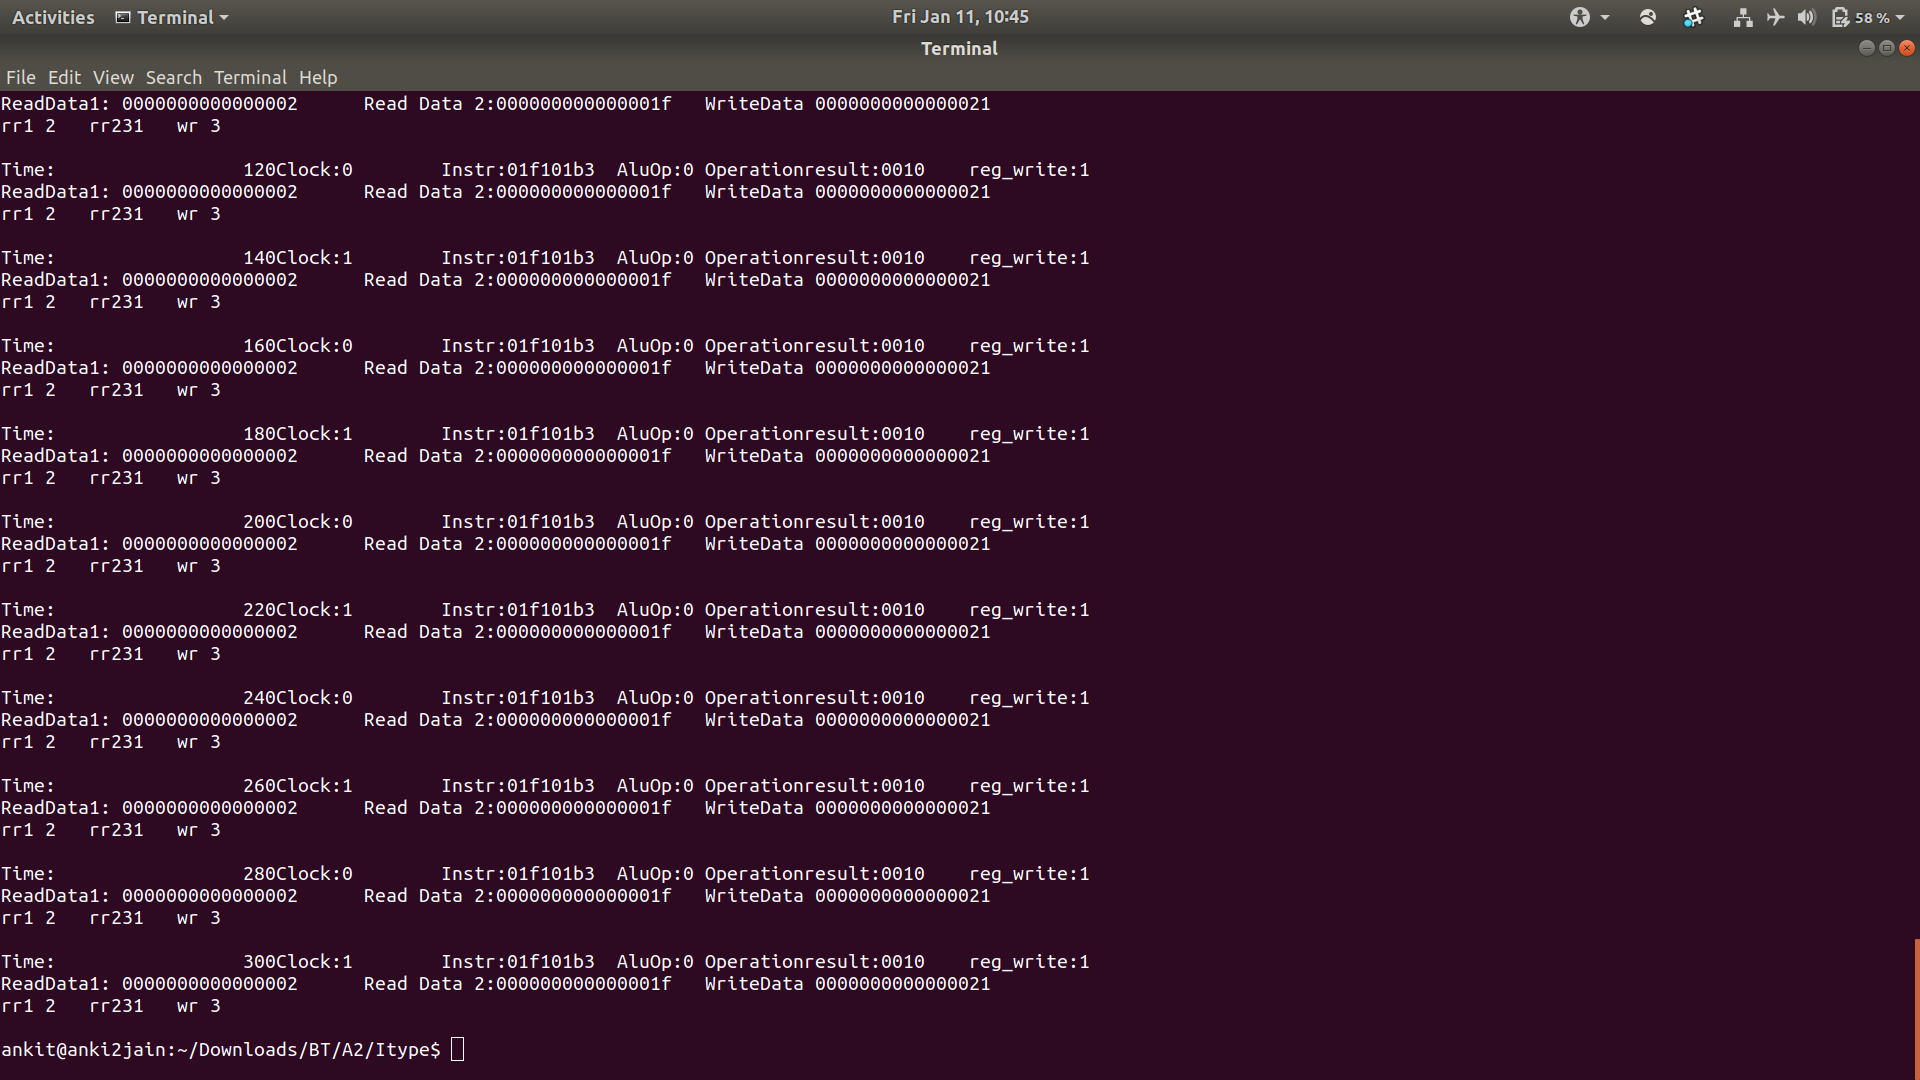 Activities Terminal Fri Jan 11, 10:45 58 %
Terminal
File Edit View Search Terminal Help
ReadData1: 0000000000000002 Read Data 2:000000000000001f WriteData 0000000000000021
rr1 2 rr231 wr 3
Time: 120Clock:0 Instr:01f101b3 AluOp:0 Operationresult:0010 reg_write:1
ReadData1: 0000000000000002 Read Data 2:000000000000001f WriteData 0000000000000021
rr1 2 rr231 wr 3
Time: 140Clock:1 Instr:01f101b3 AluOp:0 Operationresult:0010 reg_write:1
ReadData1: 0000000000000002 Read Data 2:000000000000001f WriteData 0000000000000021
rr1 2 rr231 wr 3
Time: 160Clock:0 Instr:01f101b3 AluOp:0 Operationresult:0010 reg_write:1
ReadData1: 0000000000000002 Read Data 2:000000000000001f WriteData 0000000000000021
rr1 2 rr231 wr 3
Time: 180Clock:1 Instr:01f101b3 AluOp:0 Operationresult:0010 reg_write:1
ReadData1: 0000000000000002 Read Data 2:000000000000001f WriteData 0000000000000021
rr1 2 rr231 wr 3
Time: 200Clock:0 Instr:01f101b3 AluOp:0 Operationresult:0010 reg_write:1
ReadData1: 0000000000000002 Read Data 2:000000000000001f WriteData 0000000000000021
rr1 2 rr231 wr 3
Time: 220Clock:1 Instr:01f101b3 AluOp:0 Operationresult:0010 reg_write:1
ReadData1: 0000000000000002 Read Data 2:000000000000001f WriteData 0000000000000021
rr1 2 rr231 wr 3
Time: 240Clock:0 Instr:01f101b3 AluOp:0 Operationresult:0010 reg_write:1
ReadData1: 0000000000000002 Read Data 2:000000000000001f WriteData 0000000000000021
rr1 2 rr231 wr 3
Time: 260Clock:1 Instr:01f101b3 AluOp:0 Operationresult:0010 reg_write:1
ReadData1: 0000000000000002 Read Data 2:000000000000001f WriteData 0000000000000021
rr1 2 rr231 wr 3
Time: 280Clock:0 Instr:01f101b3 AluOp:0 Operationresult:0010 reg_write:1
ReadData1: 0000000000000002 Read Data 2:000000000000001f WriteData 0000000000000021
rr1 2 rr231 wr 3
Time: 300Clock:1 Instr:01f101b3 AluOp:0 Operationresult:0010 reg_write:1
ReadData1: 0000000000000002 Read Data 2:000000000000001f WriteData 0000000000000021
rr1 2 rr231 wr 3
ankit@anki2jain:~/Downloads/BT/A2/Itype$